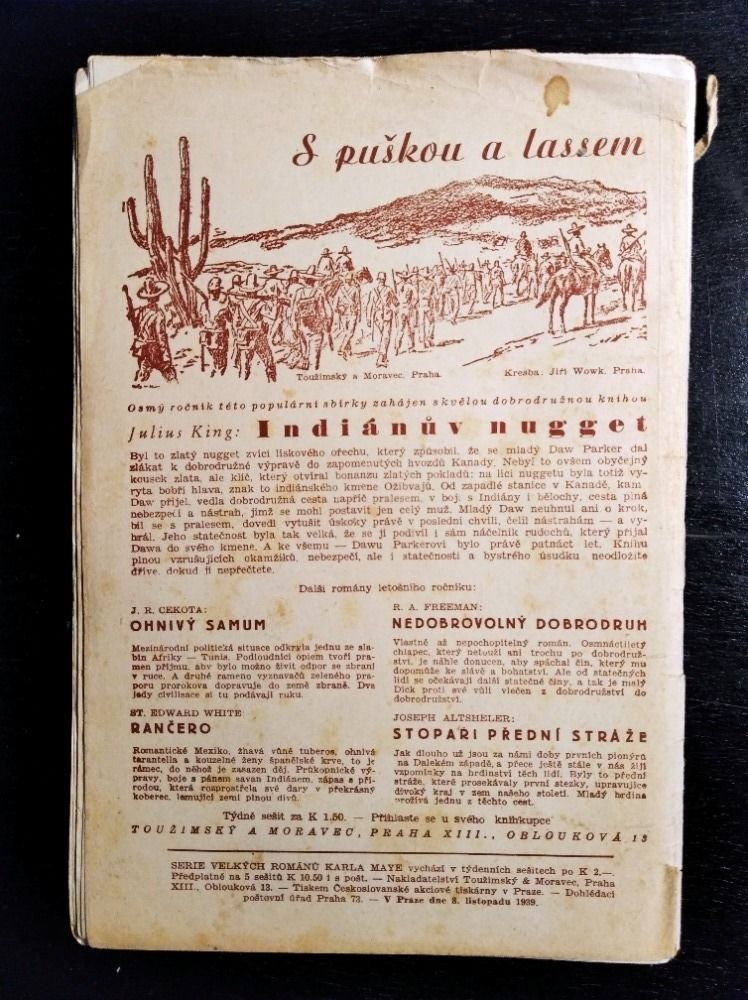 S puškou a lassem
Toužimský a Moravec, Praha.
Kresba: Jiří Wowk, Praha.
Osmý ročník této populární sbírky zahájen skvělou dobrodružnou knihou
Julius King: Indiánův nugget
Byl to zlatý nugget zvící lískového ořechu, který způsobil, že se mladý Daw Parker dal
zlákat k dobrodružné výpravě do zapomenutých hvozdů Kanady. Nebyl to ovšem obyčejný
kousek zlata, ale klíč, který otvíral bonanzu zlatých pokladů: na líci nuggetu byla totiž vy-
ryta bobří hlava, znak to indiánského kmene Ožibvajů. Od západlé stanice v Kanadě, kam
Daw přijel, vedla dobrodružná cesta napříč pralesem, v boji s Indiány i bělochy, cesta plná
nebezpečí a nástrah, jimž se mohl postavit jen celý muž. Mladý Daw neuhnul ani o krok,
bil se s pralesem, dovedl vytušit úskoky právě v poslední chvíli, čelil nástrahám — a vy-
hrál. Jeho statečnost byla tak velká, že se jí podivil i sám náčelník rudochů, který přijal
Dawa do svého kmene. A ke všemu — Dawu Parkerovi bylo právě patnáct let. Knihu
plnou vzrušujících okamžiků, nebezpečí, ale i statečnosti a bystrého úsudku neodložíte
dříve, dokud ji nepřečtete.
Další romány letošního ročníku:
J. R. CEKOTA:
OHNIVÝ SAMUM
Mezinárodní politická situace odkryla jednu ze sla-
bin Afriky — Tunis. Podloudníci opiem tvoří pra-
men příjmu, aby bylo možno živit odpor se zbraní
v ruce. A druhé rameno vyznavačů zeleného pra-
poru prorokova dopravuje do země zbraně. Dva
jedy civilisace si tu podávají ruku.
ST. EDWARD WHITE:
RANČERO
Romantické Mexiko, žhavá vůně tuberos, ohnivá
tarantella a kouzelné ženy španělské krve, to je
rámec, do něhož je zasazen děj. Průkopnické vý-
pravy, boje s pánem savan Indiánem, zápas s pří-
rodou, která rozprostřela své dary v překrásný
koberec, lemující zemi plnou divů.
R. A. FREEMAN:
NEDOBROVOLNÝ DOBRODRUH
Vlastně až nepochopitelný román. Osmnáctiletý
chlapec, který netouží ani trochu po dobrodruž-
ství, je náhle donucen, aby spáchal čin, který mu
dopomůže ke slávě a bohatství. Ale od statečných
lidí se očekávají další statečné činy, a tak je malý
Dick proti své vůli vlečen z dobrodružství do
dobrodružství.
JOSEPH ALTSHELER:
STOPAŘI PŘEDNÍ STRÁŽE
Jak dlouho už jsou za námi doby prvních pionýrů
na Dalekém západě, a přece ještě stále v nás žijí
vzpomínky na hrdinství těch lidí. Byly to přední
stráže, které prosekávaly první stezky, upravujíce
divoký kraj v zem našeho století. Mladý hrdina
prožívá jednu z těchto cest.
Týdně sešit za K 1.50. — Přihlaste se u svého knihkupce
TOUŽIMSKÝ A MORAVEC, PRAHA XIII., OBLOUKOVÁ 13
SERIE VELKÝCH ROMÁNŮ KARLA MAYE vychází v týdenních sešitech po K 2,—.
Předplatné na 5 sešitů K 10.50 i s pošt. — Nakladatelství Toužimský & Moravec, Praha
XIII., Oblouková 13. — Tiskem Československé akciové tiskárny v Praze. — Dohlédací
poštovní úřad Praha 73. — V Praze dne 8. listopadu 1939.